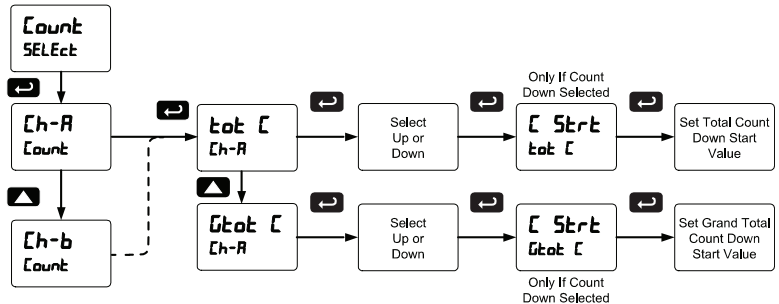 Count
SELEct
Ch-A
Count
Ch-b
Count
tot C
Ch-A
Gtot C
Ch-A
Select
Up or
Down
Select
Up or
Down
Only If Count
Down Selected
C Strt
tot C
C Strt
Gtot C
Only If Count
Down Selected
Set Total Count
Down Start
Value
Set Grand Total
Count Down
Start Value